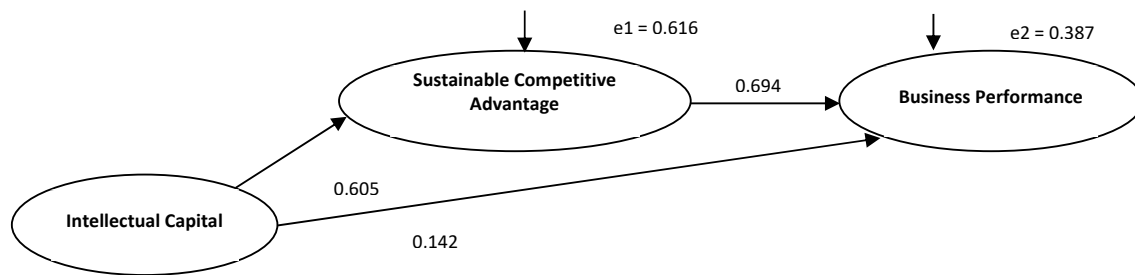 e1 = 0.616
e2 = 0.387
Sustainable Competitive
Advantage
0.694
Business Performance
0.605
Intellectual Capital
0.142